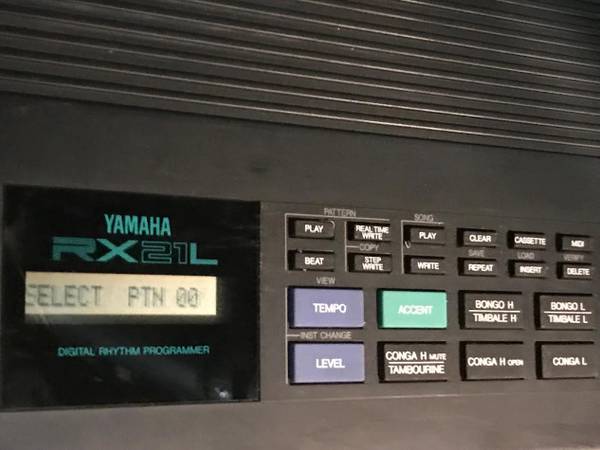 YAMAHA
RX21L
SELECT PTN 00
DIGITAL RHYTHM PROGRAMMER
PATTERN
SONG
PLAY
REAL TIME WRITE
PLAY
CLEAR
CASSETTE
MIDI
COPY
SAVE
LOAD
VERIFY
BEAT
STEP WRITE
WRITE
REPEAT
INSERT
DELETE
VIEW
TEMPO
ACCENT
BONGO H
TIMBALE H
BONGO L
TIMBALE L
INST CHANGE
LEVEL
CONGA H MUTE
TAMBOURINE
CONGA H OPEN
CONGA L